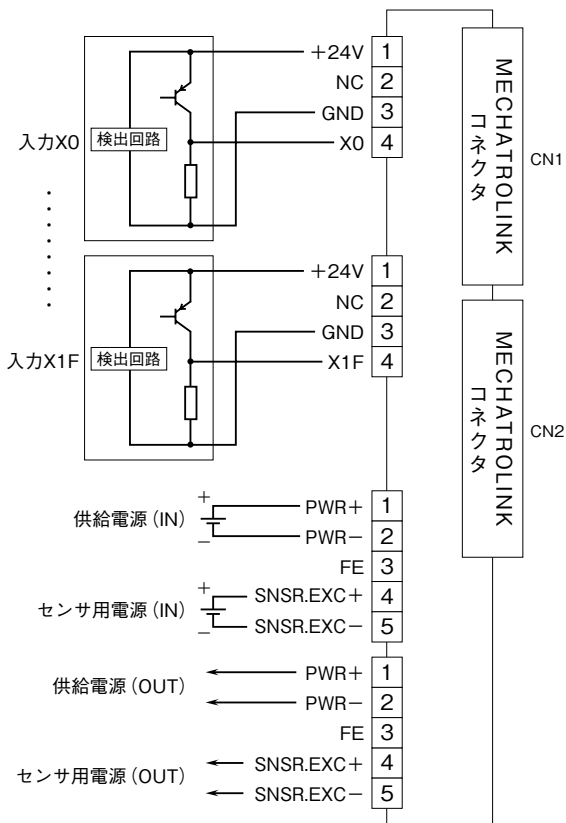 入力X0
検出回路
+24V 1
NC 2
GND 3
X0 4
入力X1F
検出回路
+24V 1
NC 2
GND 3
X1F 4
供給電源(IN)
+
−
PWR+ 1
PWR− 2
FE 3
センサ用電源(IN)
+
−
SNSR.EXC+ 4
SNSR.EXC− 5
供給電源(OUT)
PWR+ 1
PWR− 2
FE 3
センサ用電源(OUT)
SNSR.EXC+ 4
SNSR.EXC− 5
MECHATROLINK
コネクタ
CN1
MECHATROLINK
コネクタ
CN2